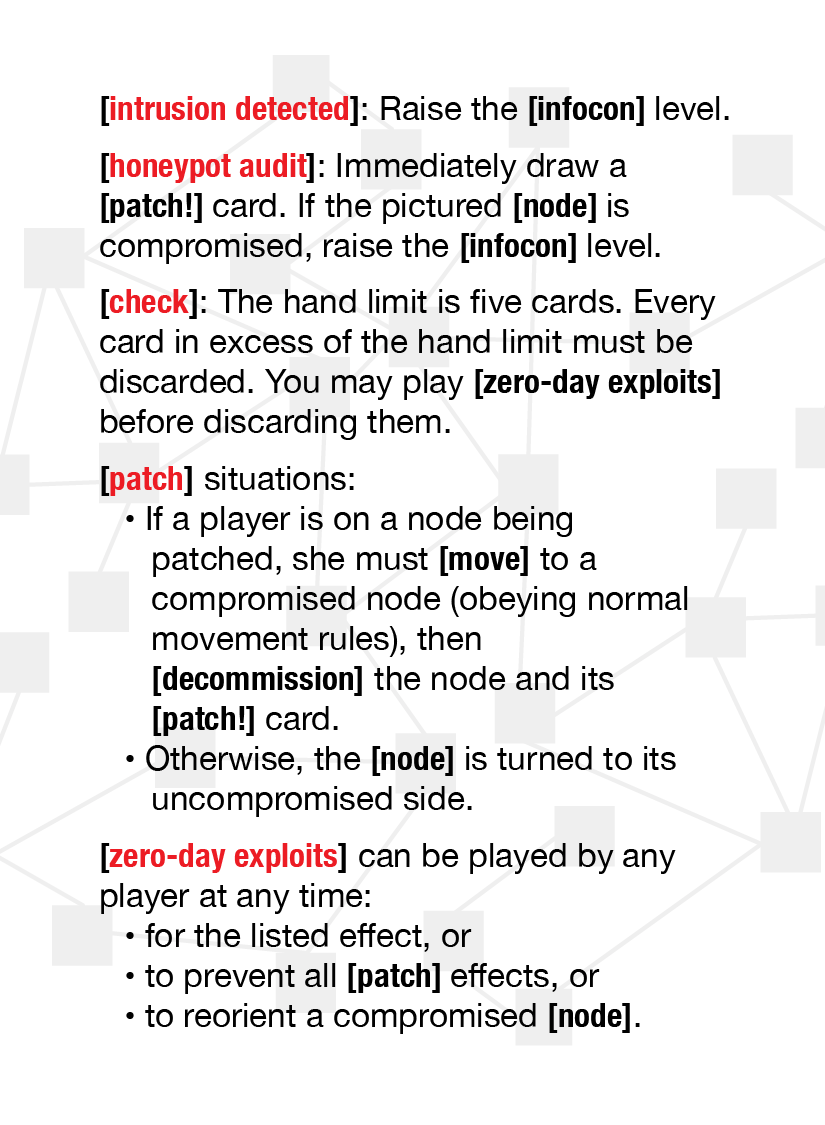 [intrusion detected]: Raise the [infocon] level.
[honeypot audit]: Immediately draw a
[patch!] card. If the pictured [node] is
compromised, raise the [infocon] level.
[check]: The hand limit is five cards. Every
card in excess of the hand limit must be
discarded. You may play [zero-day exploits]
before discarding them.
[patch] situations:
• If a player is on a node being
patched, she must [move] to a
compromised node (obeying normal
movement rules), then
[decommission] the node and its
[patch!] card.
• Otherwise, the [node] is turned to its
uncompromised side.
[zero-day exploits] can be played by any
player at any time:
• for the listed effect, or
• to prevent all [patch] effects, or
• to reorient a compromised [node].